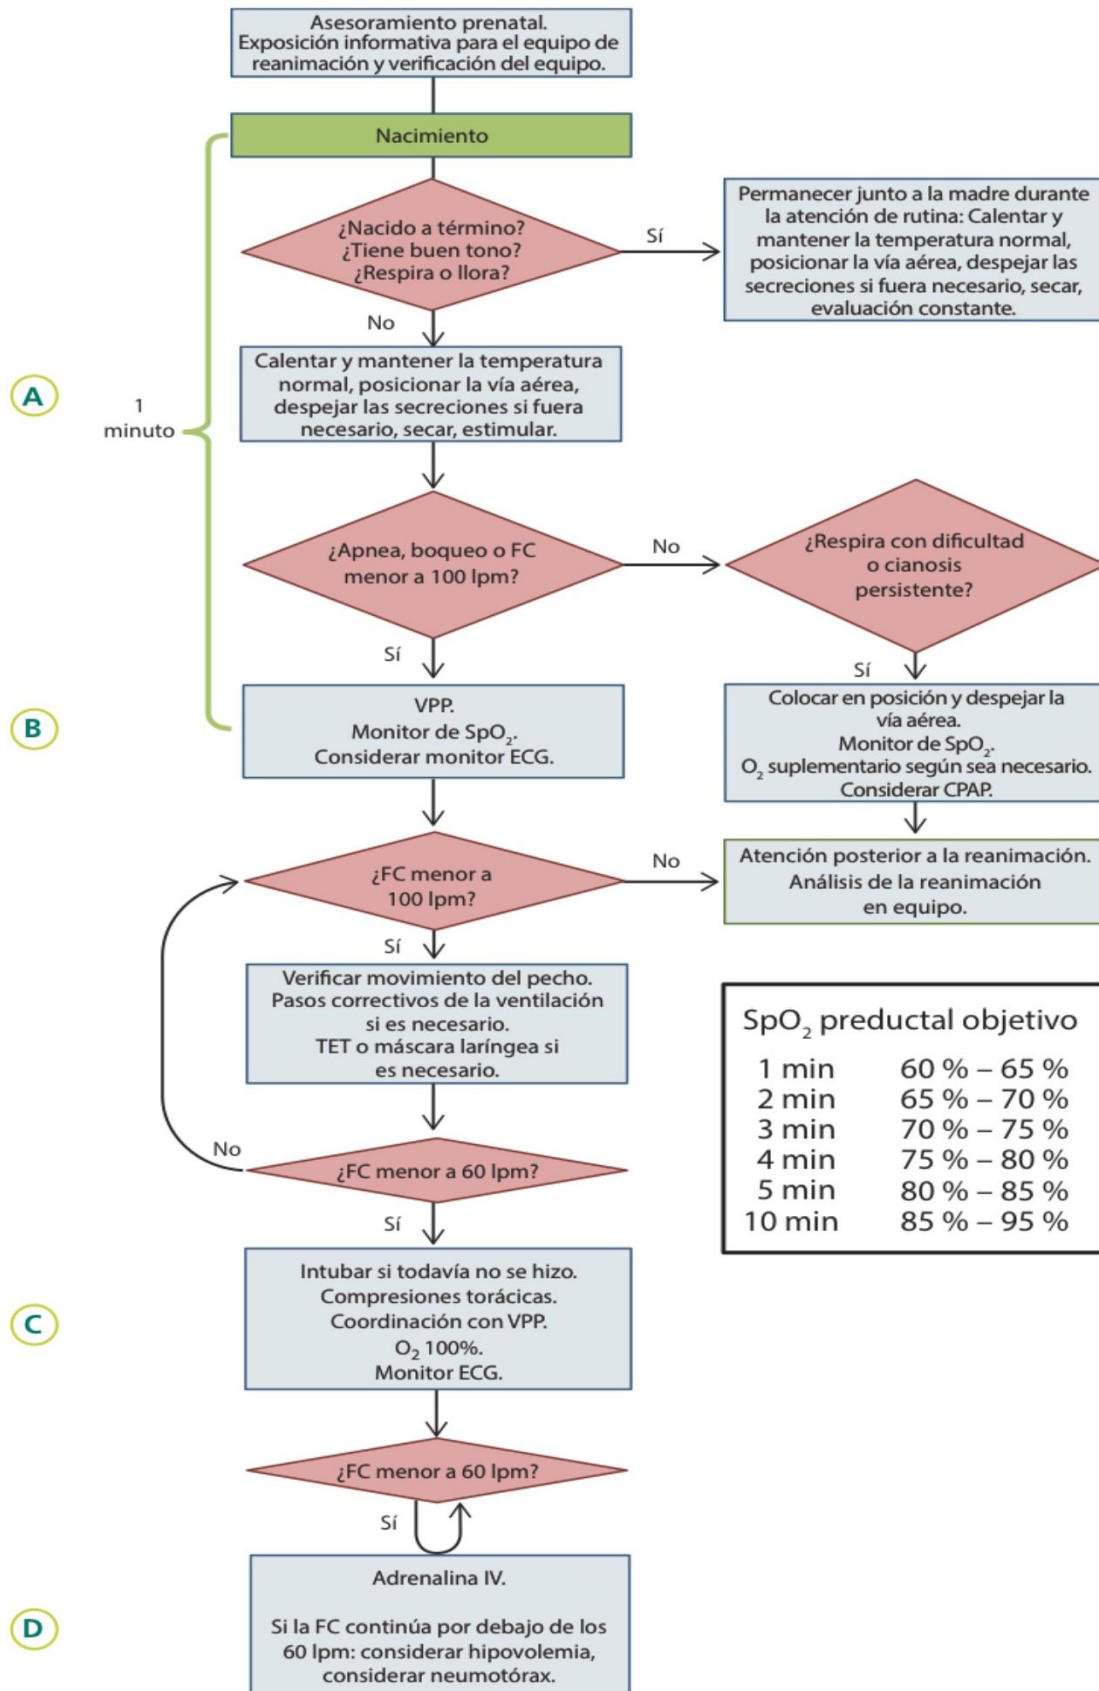 Asesoramiento prenatal.
Exposición informativa para el equipo de
reanimación y verificación del equipo.
Nacimiento
¿Nacido a término?
¿Tiene buen tono?
¿Respira o llora?
Sí
Permanecer junto a la madre durante
la atención de rutina: Calentar y
mantener la temperatura normal,
posicionar la vía aérea, despejar las
secreciones si fuera necesario, secar,
evaluación constante.
No
A
1
minuto
Calentar y mantener la temperatura
normal, posicionar la vía aérea,
despejar las secreciones si fuera
necesario, secar, estimular.
¿Apnea, boqueo o FC
menor a 100 lpm?
No
¿Respira con dificultad
o cianosis
persistente?
Sí
Sí
B
VPP.
Monitor de SpO₂.
Considerar monitor ECG.
Colocar en posición y despejar la
vía aérea.
Monitor de SpO₂.
O₂ suplementario según sea necesario.
Considerar CPAP.
¿FC menor a
100 lpm?
No
Atención posterior a la reanimación.
Análisis de la reanimación
en equipo.
Sí
Verificar movimiento del pecho.
Pasos correctivos de la ventilación
si es necesario.
TET o máscara laríngea si
es necesario.
SpO₂ preductal objetivo
1 min 60 % – 65 %
2 min 65 % – 70 %
3 min 70 % – 75 %
4 min 75 % – 80 %
5 min 80 % – 85 %
10 min 85 % – 95 %
No
¿FC menor a 60 lpm?
Sí
C
Intubar si todavía no se hizo.
Compresiones torácicas.
Coordinación con VPP.
O₂ 100%.
Monitor ECG.
¿FC menor a 60 lpm?
Sí
D
Adrenalina IV.
Si la FC continúa por debajo de los
60 lpm: considerar hipovolemia,
considerar neumotórax.